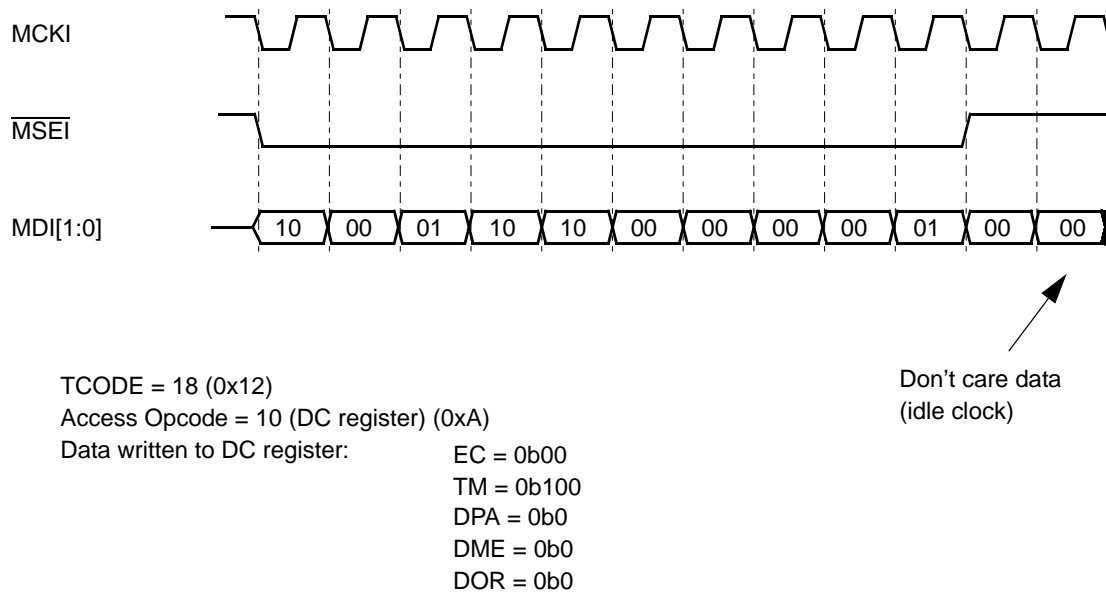 MCKI
MSEI
MDI[1:0]
10 00 01 10 10 00 00 00 00 01 00 00
Don't care data
(idle clock)
TCODE = 18 (0x12)
Access Opcode = 10 (DC register) (0xA)
Data written to DC register:
EC = 0b00
TM = 0b100
DPA = 0b0
DME = 0b0
DOR = 0b0